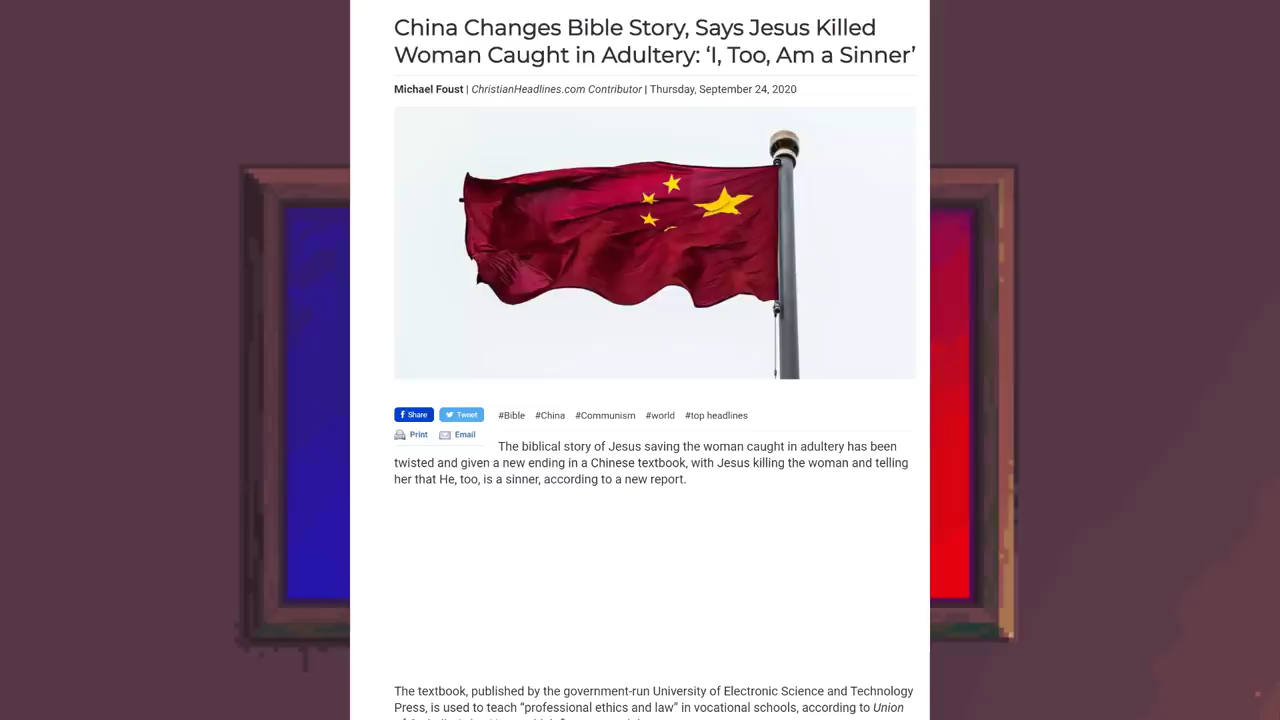 China Changes Bible Story, Says Jesus Killed
Woman Caught in Adultery: ‘I, Too, Am a Sinner’
Michael Foust | ChristianHeadlines.com Contributor | Thursday, September 24, 2020
Share
Tweet
#Bible #China #Communism #world #top headlines
Print
Email
The biblical story of Jesus saving the woman caught in adultery has been
twisted and given a new ending in a Chinese textbook, with Jesus killing the woman and telling
her that He, too, is a sinner, according to a new report.
The textbook, published by the government-run University of Electronic Science and Technology
Press, is used to teach “professional ethics and law” in vocational schools, according to Union